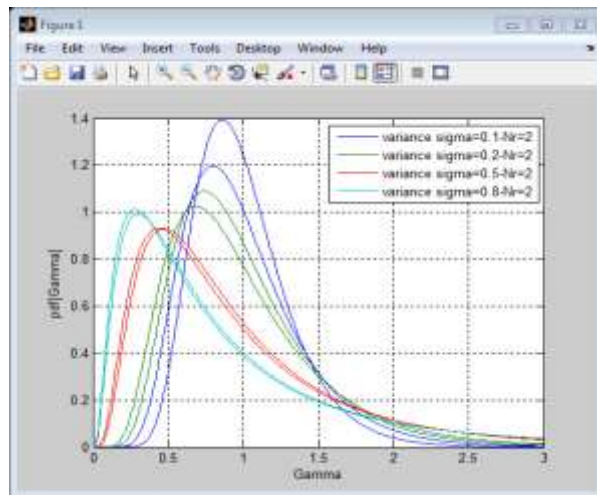 Figure 1
File Edit View Insert Tools Desktop Window Help
1.4
variance sigma=0.1-Nr=2
variance sigma=0.2-Nr=2
variance sigma=0.5-Nr=2
variance sigma=0.8-Nr=2
1.2
1
0.8
0.6
0.4
0.2
0
pdf[Gamma]
0 0.5 1 1.5 2 2.5 3
Gamma